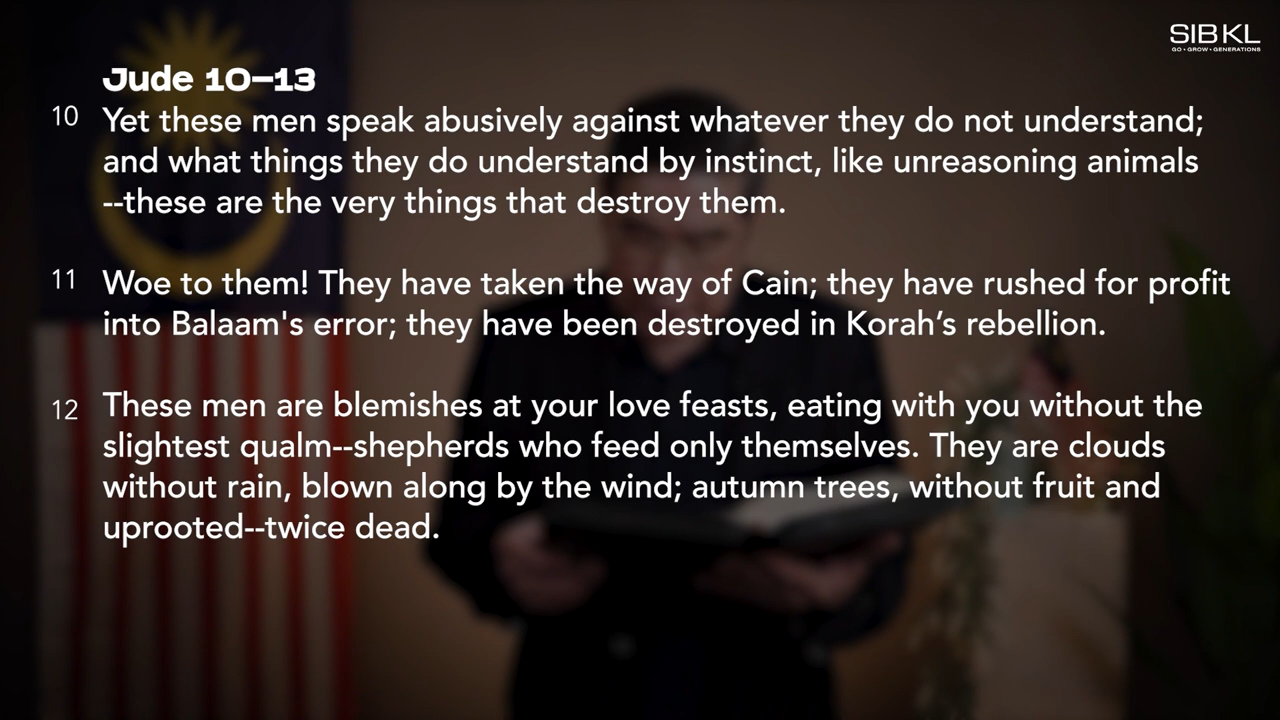 SIBKL
GO • GROW • GENERATIONS
Jude 10–13
10 Yet these men speak abusively against whatever they do not understand;
and what things they do understand by instinct, like unreasoning animals
--these are the very things that destroy them.
11 Woe to them! They have taken the way of Cain; they have rushed for profit
into Balaam's error; they have been destroyed in Korah’s rebellion.
12 These men are blemishes at your love feasts, eating with you without the
slightest qualm--shepherds who feed only themselves. They are clouds
without rain, blown along by the wind; autumn trees, without fruit and
uprooted--twice dead.